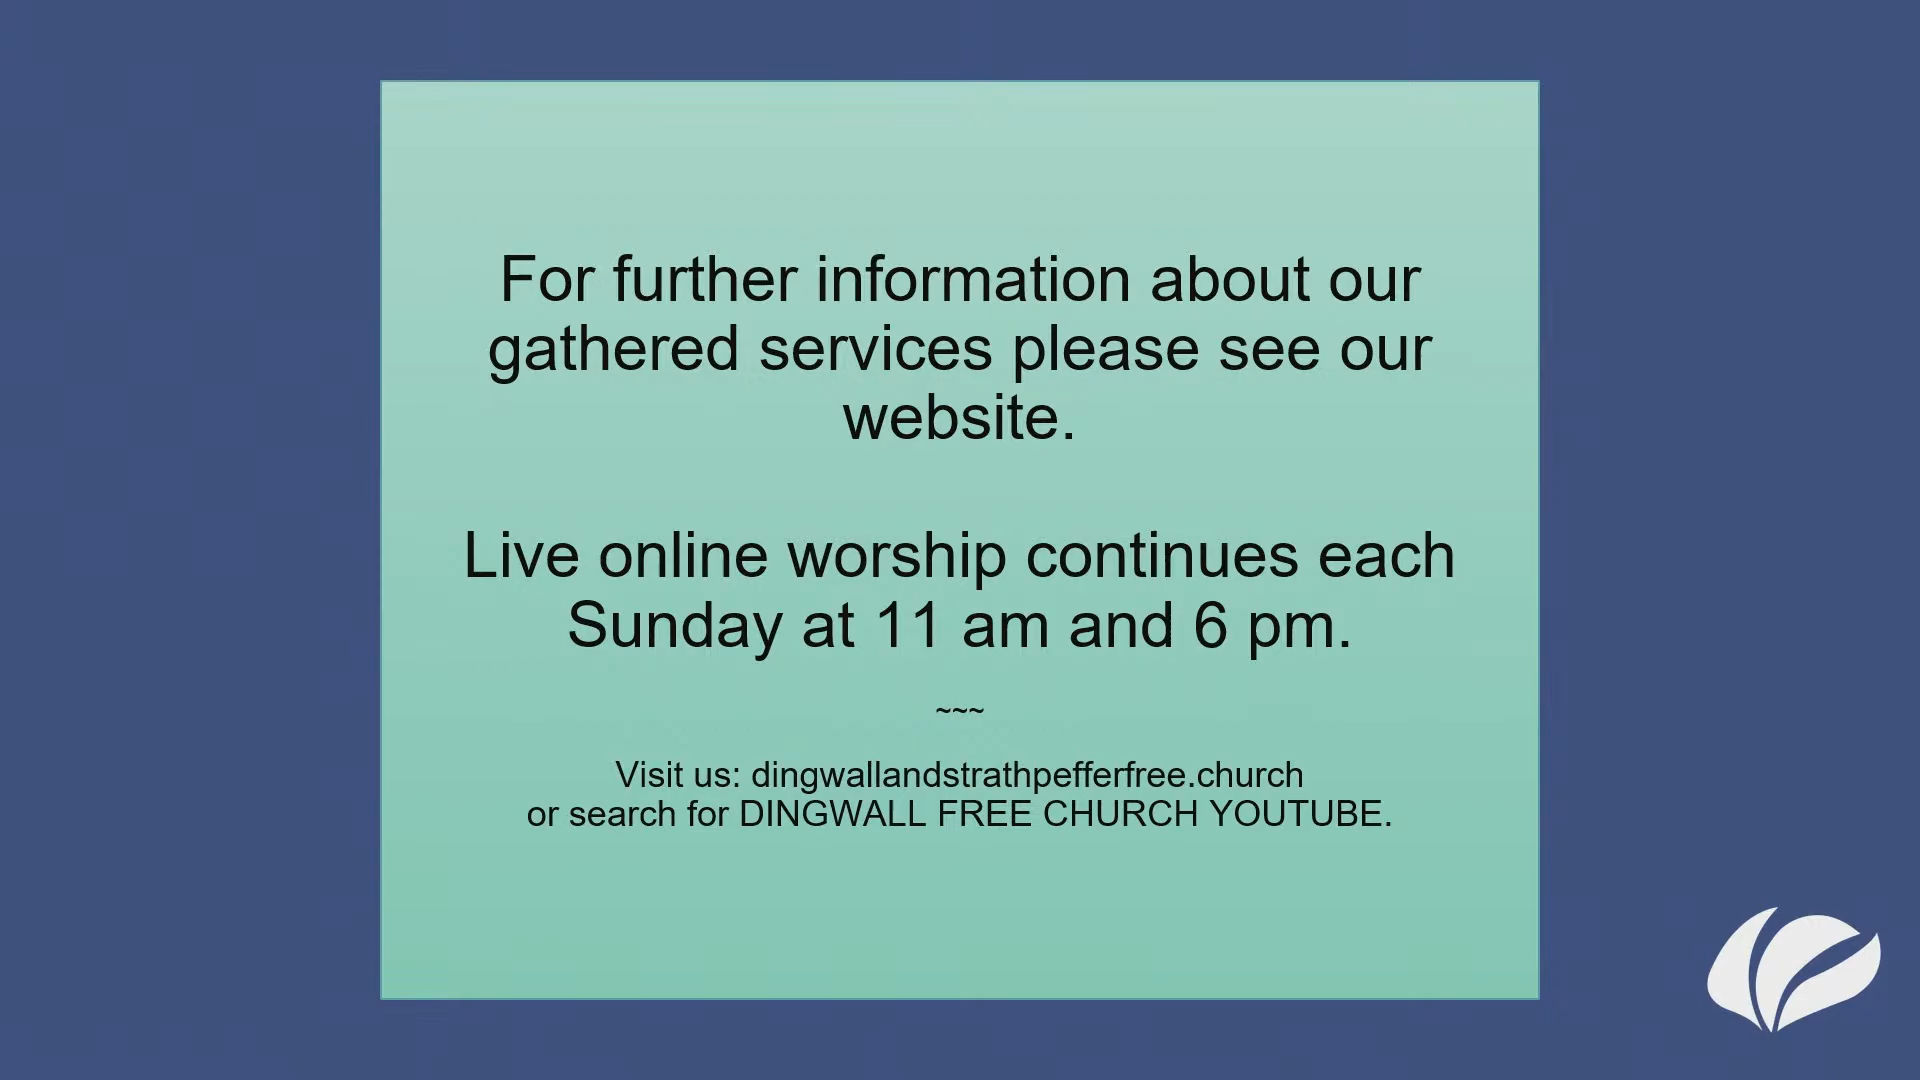 For further information about our
gathered services please see our
website.
Live online worship continues each
Sunday at 11 am and 6 pm.
~~~
Visit us: dingwallandstrathpefferfree.church
or search for DINGWALL FREE CHURCH YOUTUBE.